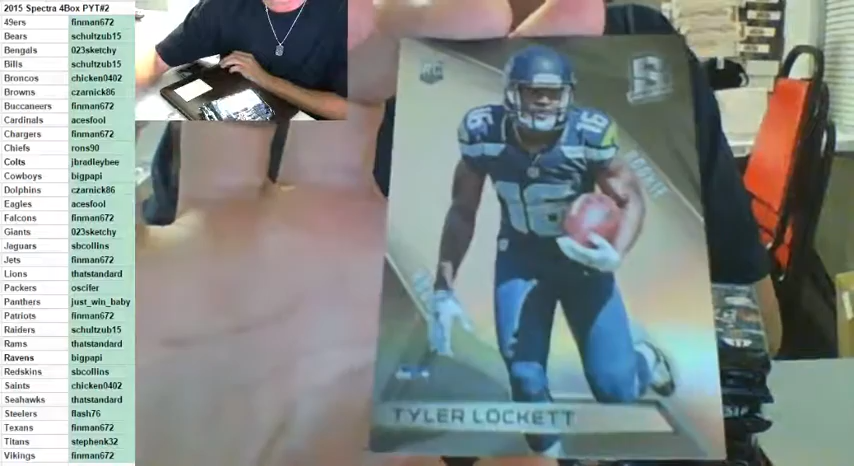 2015 Spectra 4Box PYT#2
49ers finman672
Bears schultzub15
Bengals 023sketchy
Bills schultzub15
Broncos chicken0402
Browns czarnick86
Buccaneers finman672
Cardinals acesfool
Chargers finman672
Chiefs rons90
Colts jbradleybee
Cowboys bigpapi
Dolphins czarnick86
Eagles acesfool
Falcons finman672
Giants 023sketchy
Jaguars sbcollins
Jets finman672
Lions thatstandard
Packers oscifer
Panthers just_win_baby
Patriots finman672
Raiders schultzub15
Rams thatstandard
Ravens bigpapi
Redskins sbcollins
Saints chicken0402
Seahawks thatstandard
Steelers flash76
Texans finman672
Titans stephenk32
Vikings finman672
RC
S
16
16
16
ROOKIE
TYLER LOCKETT